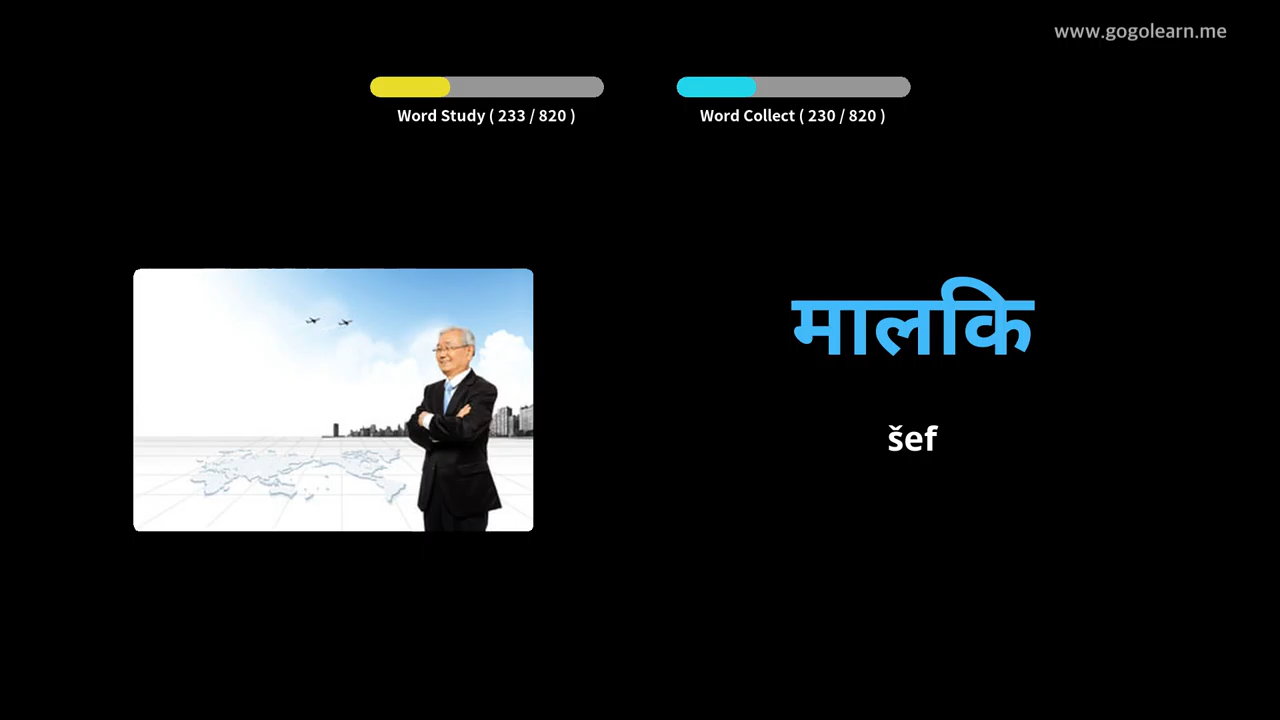 www.gogolearn.me
Word Study ( 233 / 820 )
Word Collect ( 230 / 820 )
मालकि
šef